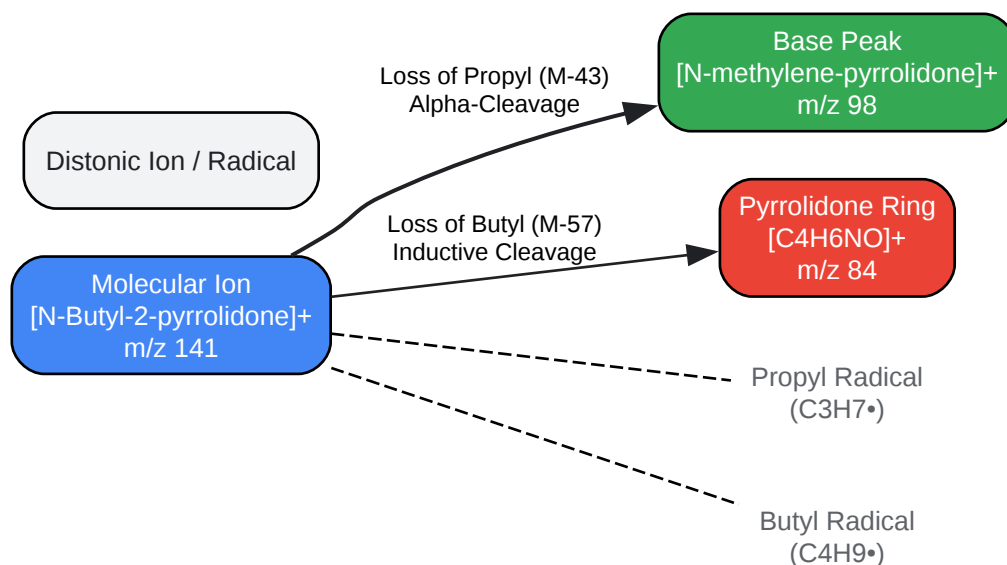 Base Peak
[N-methylene-pyrrolidone]+
m/z 98
Loss of Propyl (M-43)
Alpha-Cleavage
Distonic Ion / Radical
Pyrrolidone Ring
[C4H6NO]+
m/z 84
Loss of Butyl (M-57)
Inductive Cleavage
Molecular Ion
[N-Butyl-2-pyrrolidone]+
m/z 141
Propyl Radical
(C3H7•)
Butyl Radical
(C4H9•)